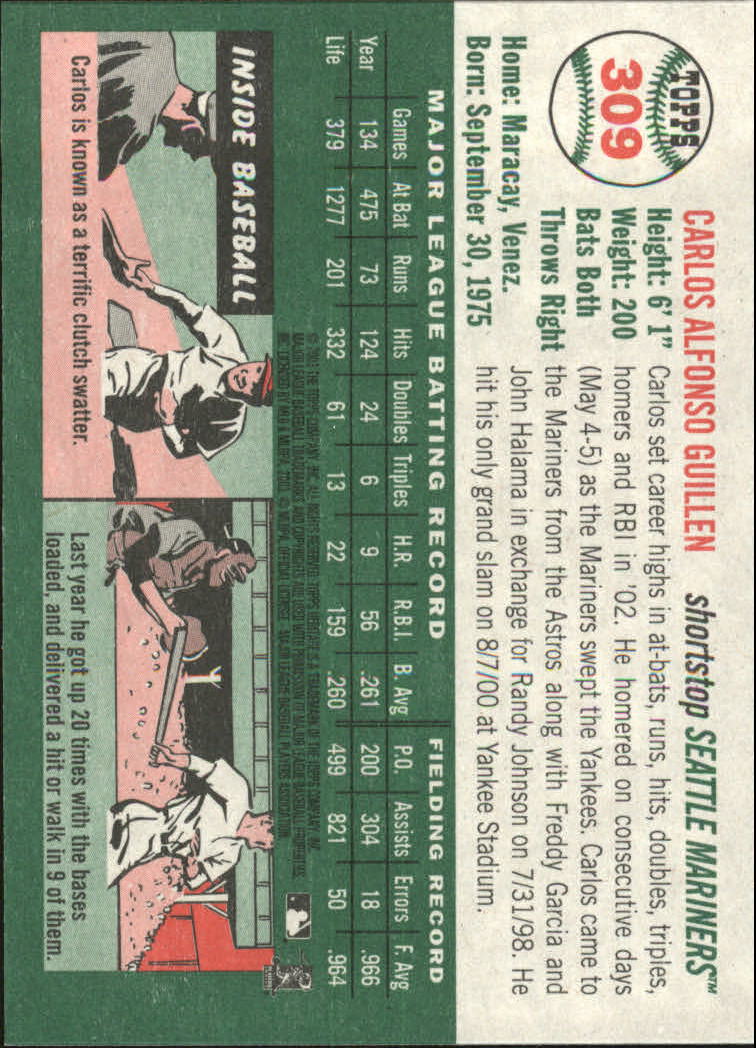 TOPPS
309
CARLOS ALFONSO GUILLEN shortstop SEATTLE MARINERS™
Height: 6' 1"
Weight: 200
Bats Both
Throws Right
Home: Maracay, Venez.
Born: September 30, 1975
Carlos set career highs in at-bats, runs, hits, doubles, triples,
homers and RBI in '02. He homered on consecutive days
(May 4-5) as the Mariners swept the Yankees. Carlos came to
the Mariners from the Astros along with Freddy Garcia and
John Halama in exchange for Randy Johnson on 7/31/98. He
hit his only grand slam on 8/7/00 at Yankee Stadium.
MAJOR LEAGUE BATTING RECORD FIELDING RECORD
Games At Bat Runs Hits Doubles Triples H.R. R.B.I. B. Avg P.O. Assists Errors F. Avg
Year 134 475 73 124 24 6 9 56 .261 200 304 18 .966
Life 379 1277 201 332 61 13 22 159 .260 499 821 50 .964
INSIDE BASEBALL
Carlos is known as a terrific clutch swatter.
Last year he got up 20 times with the bases
loaded, and delivered a hit or walk in 9 of them.